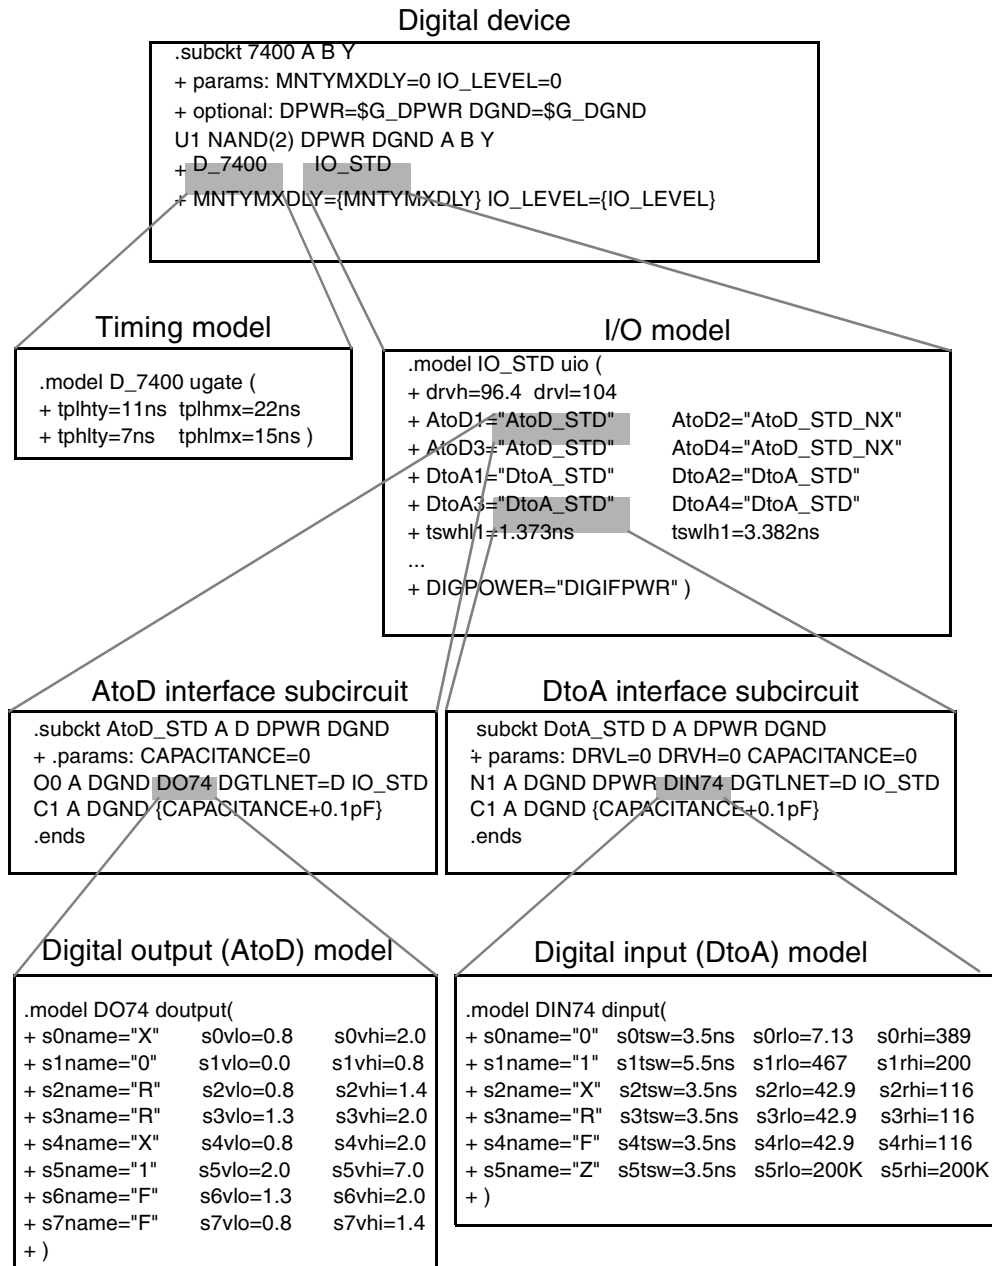 Digital device
.subckt 7400 A B Y
+ params: MNTYMXDLY=0 IO_LEVEL=0
+ optional: DPWR=$G_DPWR DGND=$G_DGND
U1 NAND(2) DPWR DGND A B Y
+ D_7400 IO_STD
+ MNTYMXDLY={MNTYMXDLY} IO_LEVEL={IO_LEVEL}
Timing model
.model D_7400 ugate (
+ tplhty=11ns tplhmx=22ns
+ tphlty=7ns tphlmx=15ns )
I/O model
.model IO_STD uio (
+ drvh=96.4 drvl=104
+ AtoD1="AtoD_STD" AtoD2="AtoD_STD_NX"
+ AtoD3="AtoD_STD" AtoD4="AtoD_STD_NX"
+ DtoA1="DtoA_STD" DtoA2="DtoA_STD"
+ DtoA3="DtoA_STD" DtoA4="DtoA_STD"
+ tswhl1=1.373ns tswlh1=3.382ns
...
+ DIGPOWER="DIGIFPWR" )
AtoD interface subcircuit
.subckt AtoD_STD A D DPWR DGND
+ .params: CAPACITANCE=0
O0 A DGND DO74 DGTLNET=D IO_STD
C1 A DGND {CAPACITANCE+0.1pF}
.ends
DtoA interface subcircuit
.subckt DotA_STD D A DPWR DGND
+ params: DRVL=0 DRVH=0 CAPACITANCE=0
N1 A DGND DPWR DIN74 DGTLNET=D IO_STD
C1 A DGND {CAPACITANCE+0.1pF}
.ends
Digital output (AtoD) model
.model DO74 doutput(
+ s0name="X" s0vlo=0.8 s0vhi=2.0
+ s1name="0" s1vlo=0.0 s1vhi=0.8
+ s2name="R" s2vlo=0.8 s2vhi=1.4
+ s3name="R" s3vlo=1.3 s3vhi=2.0
+ s4name="X" s4vlo=0.8 s4vhi=2.0
+ s5name="1" s5vlo=2.0 s5vhi=7.0
+ s6name="F" s6vlo=1.3 s6vhi=2.0
+ s7name="F" s7vlo=0.8 s7vhi=1.4
+ )
Digital input (DtoA) model
.model DIN74 dinput(
+ s0name="0" s0tsw=3.5ns s0rlo=7.13 s0rhi=389
+ s1name="1" s1tsw=5.5ns s1rlo=467 s1rhi=200
+ s2name="X" s2tsw=3.5ns s2rlo=42.9 s2rhi=116
+ s3name="R" s3tsw=3.5ns s3rlo=42.9 s3rhi=116
+ s4name="F" s4tsw=3.5ns s4rlo=42.9 s4rhi=116
+ s5name="Z" s5tsw=3.5ns s5rlo=200K s5rhi=200K
+ )